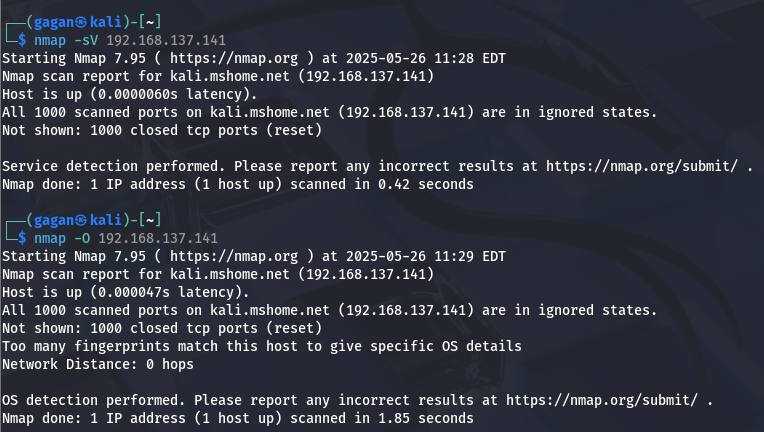 ┌──(gagan㉿kali)-[~]
└─$ nmap -sV 192.168.137.141
Starting Nmap 7.95 ( https://nmap.org ) at 2025-05-26 11:28 EDT
Nmap scan report for kali.mshome.net (192.168.137.141)
Host is up (0.0000060s latency).
All 1000 scanned ports on kali.mshome.net (192.168.137.141) are in ignored states.
Not shown: 1000 closed tcp ports (reset)

Service detection performed. Please report any incorrect results at https://nmap.org/submit/ .
Nmap done: 1 IP address (1 host up) scanned in 0.42 seconds

┌──(gagan㉿kali)-[~]
└─$ nmap -O 192.168.137.141
Starting Nmap 7.95 ( https://nmap.org ) at 2025-05-26 11:29 EDT
Nmap scan report for kali.mshome.net (192.168.137.141)
Host is up (0.000047s latency).
All 1000 scanned ports on kali.mshome.net (192.168.137.141) are in ignored states.
Not shown: 1000 closed tcp ports (reset)
Too many fingerprints match this host to give specific OS details
Network Distance: 0 hops

OS detection performed. Please report any incorrect results at https://nmap.org/submit/ .
Nmap done: 1 IP address (1 host up) scanned in 1.85 seconds